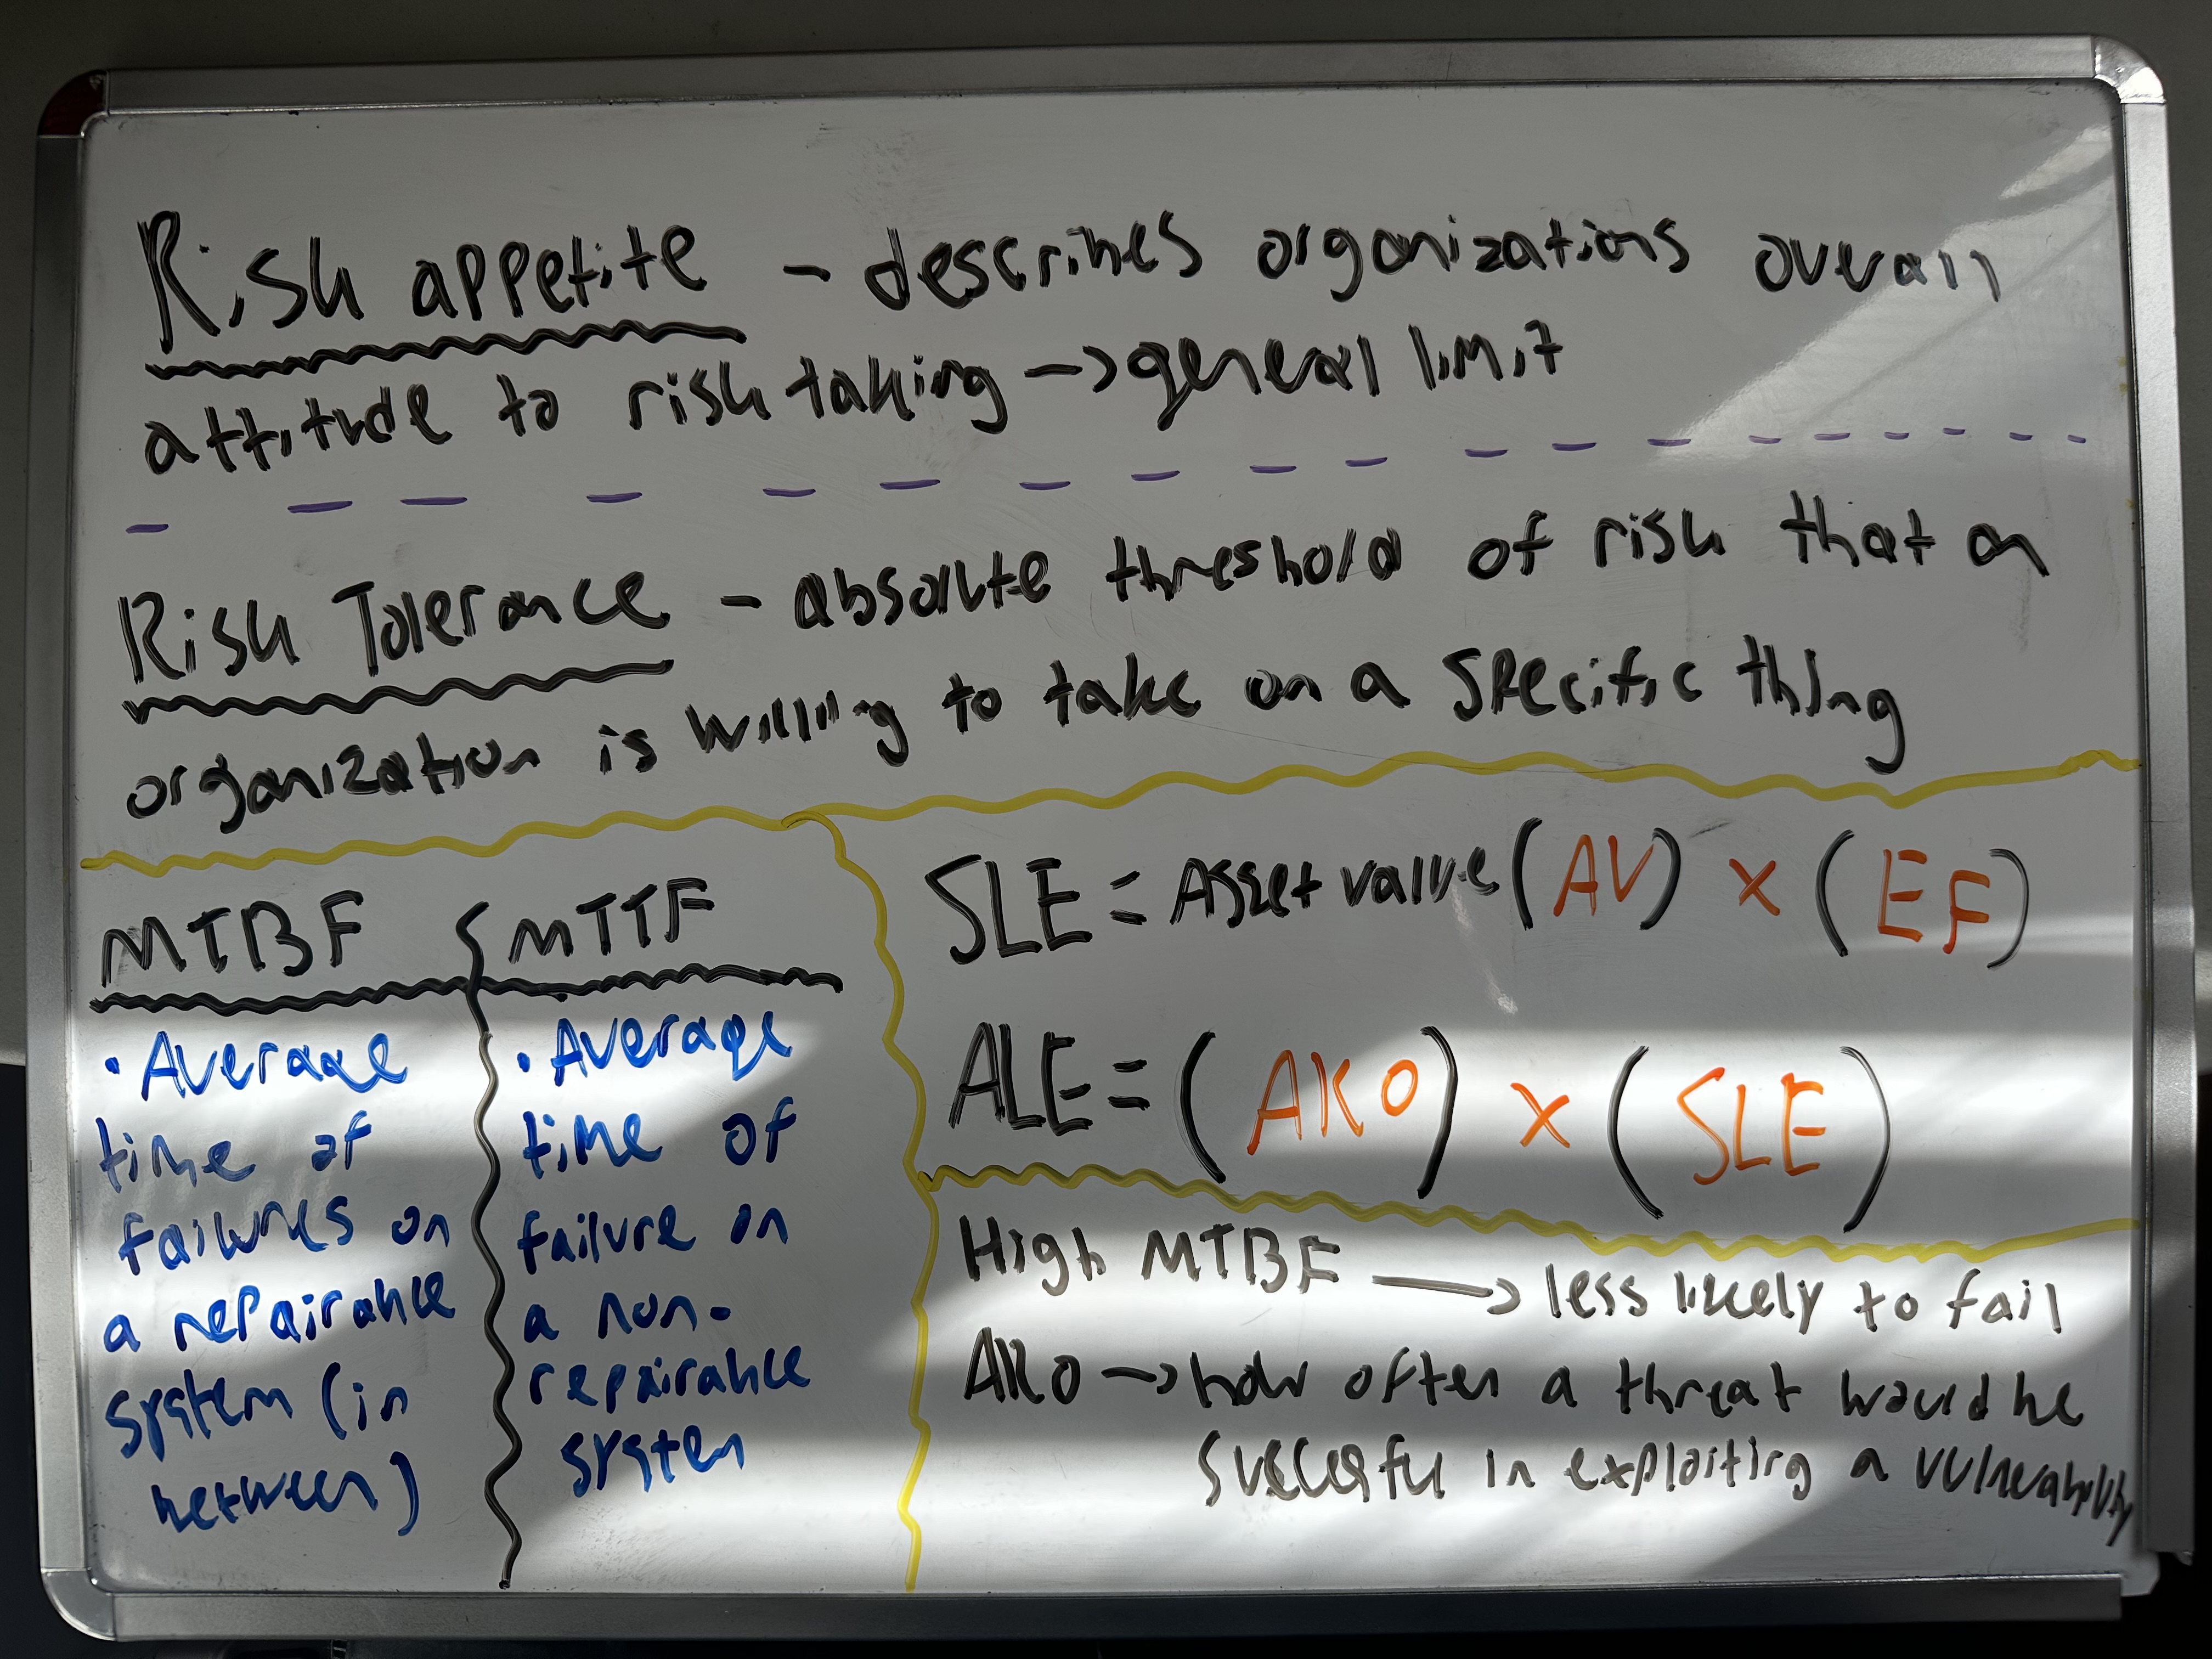 Risk appetite - describes organizations overall
attitude to risk taking -> general limit
Risk Tolerance - absolute threshold of risk that an
organization is willing to take on a specific thing
MTBF
• Average
time of
failures on
a repairable
system (in
between)
MTTF
• Average
time of
failure in
a non-
repairable
system
SLE = Asset value (AV) x (EF)
ALE = (ARO) x (SLE)
High MTBF -> less likely to fail
ARO -> how often a threat would be
successful in exploiting a vulnerability